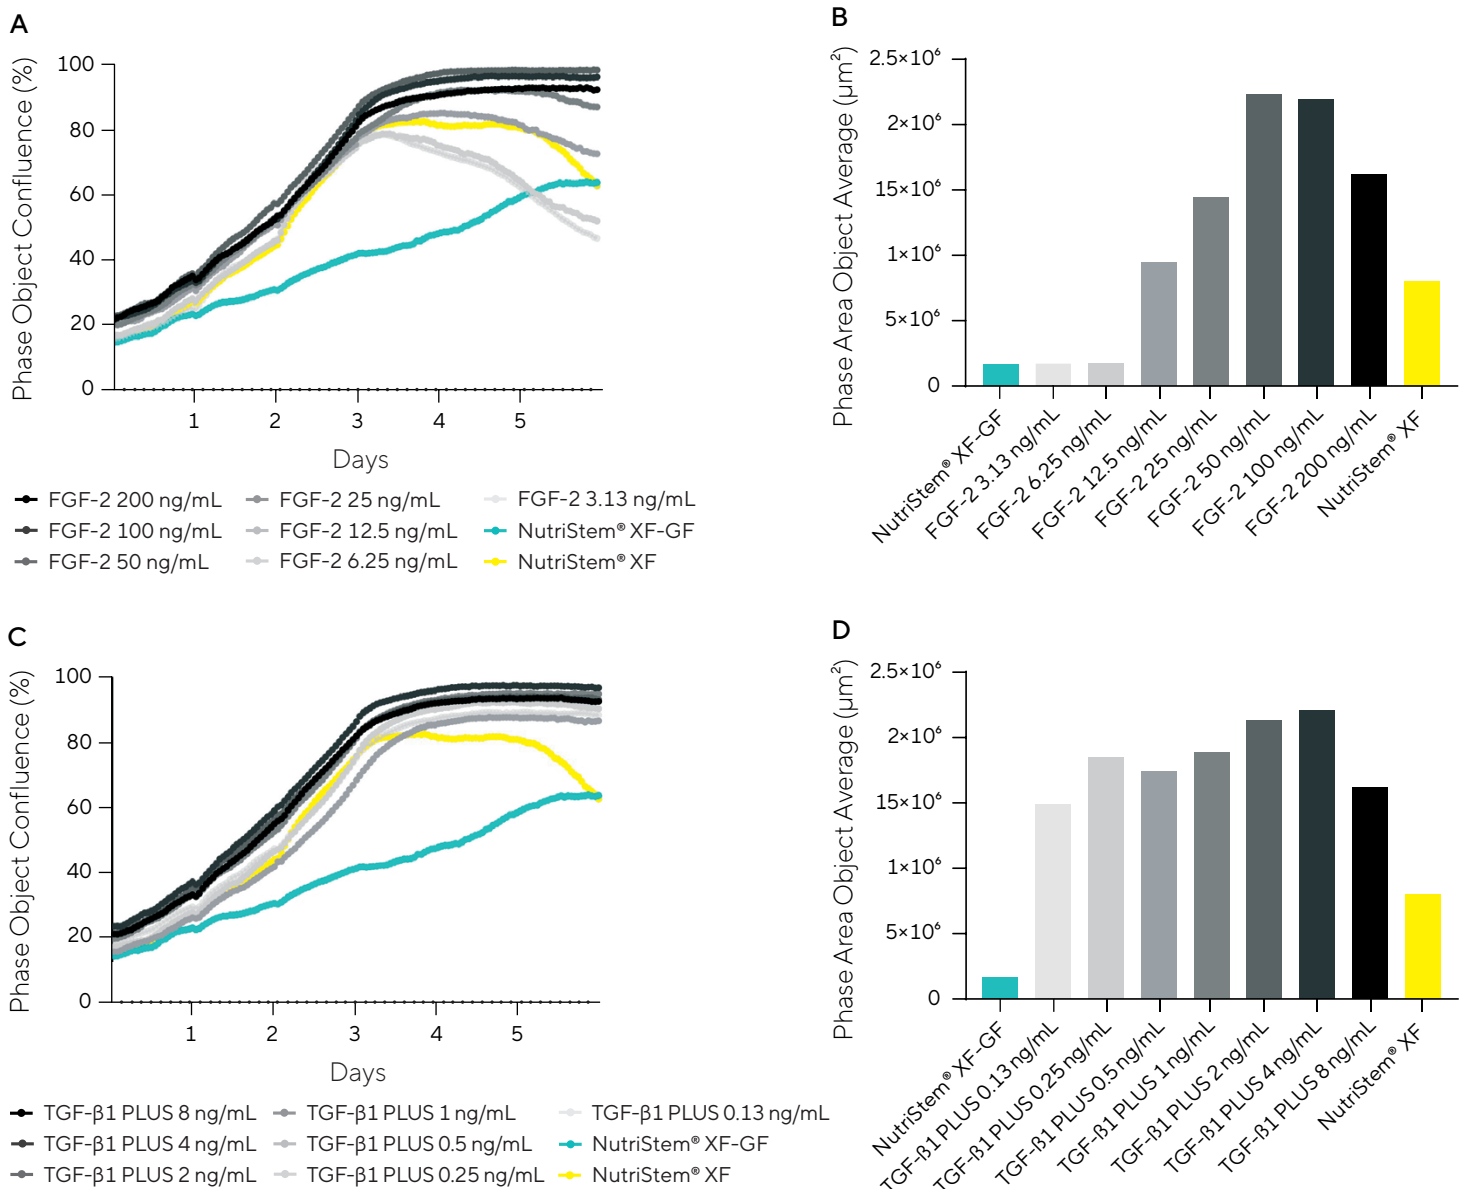 A
Phase Object Confluence (%)
100
80
60
40
20
0
1 2 3 4 5
Days
FGF-2 200 ng/mL FGF-2 25 ng/mL FGF-2 3.13 ng/mL
FGF-2 100 ng/mL FGF-2 12.5 ng/mL NutriStem® XF-GF
FGF-2 50 ng/mL FGF-2 6.25 ng/mL NutriStem® XF
B
Phase Area Object Average (µm²)
2.5×10⁶
2×10⁶
15×10⁶
1×10⁶
5×10⁶
0
NutriStem® XF-GF
FGF-2 3.13 ng/mL
FGF-2 6.25 ng/mL
FGF-2 12.5 ng/mL
FGF-2 25 ng/mL
FGF-2 50 ng/mL
FGF-2 100 ng/mL
FGF-2 200 ng/mL
NutriStem® XF
C
Phase Object Confluence (%)
100
80
60
40
20
0
1 2 3 4 5
Days
TGF-β1 PLUS 8 ng/mL TGF-β1 PLUS 1 ng/mL TGF-β1 PLUS 0.13 ng/mL
TGF-β1 PLUS 4 ng/mL TGF-β1 PLUS 0.5 ng/mL NutriStem® XF-GF
TGF-β1 PLUS 2 ng/mL TGF-β1 PLUS 0.25 ng/mL NutriStem® XF
D
Phase Area Object Average (µm²)
2.5×10⁶
2×10⁶
15×10⁶
1×10⁶
5×10⁶
0
NutriStem® XF-GF
TGF-β1 PLUS 0.13 ng/mL
TGF-β1 PLUS 0.25 ng/mL
TGF-β1 PLUS 0.5 ng/mL
TGF-β1 PLUS 1 ng/mL
TGF-β1 PLUS 2 ng/mL
TGF-β1 PLUS 4 ng/mL
TGF-β1 PLUS 8 ng/mL
NutriStem® XF